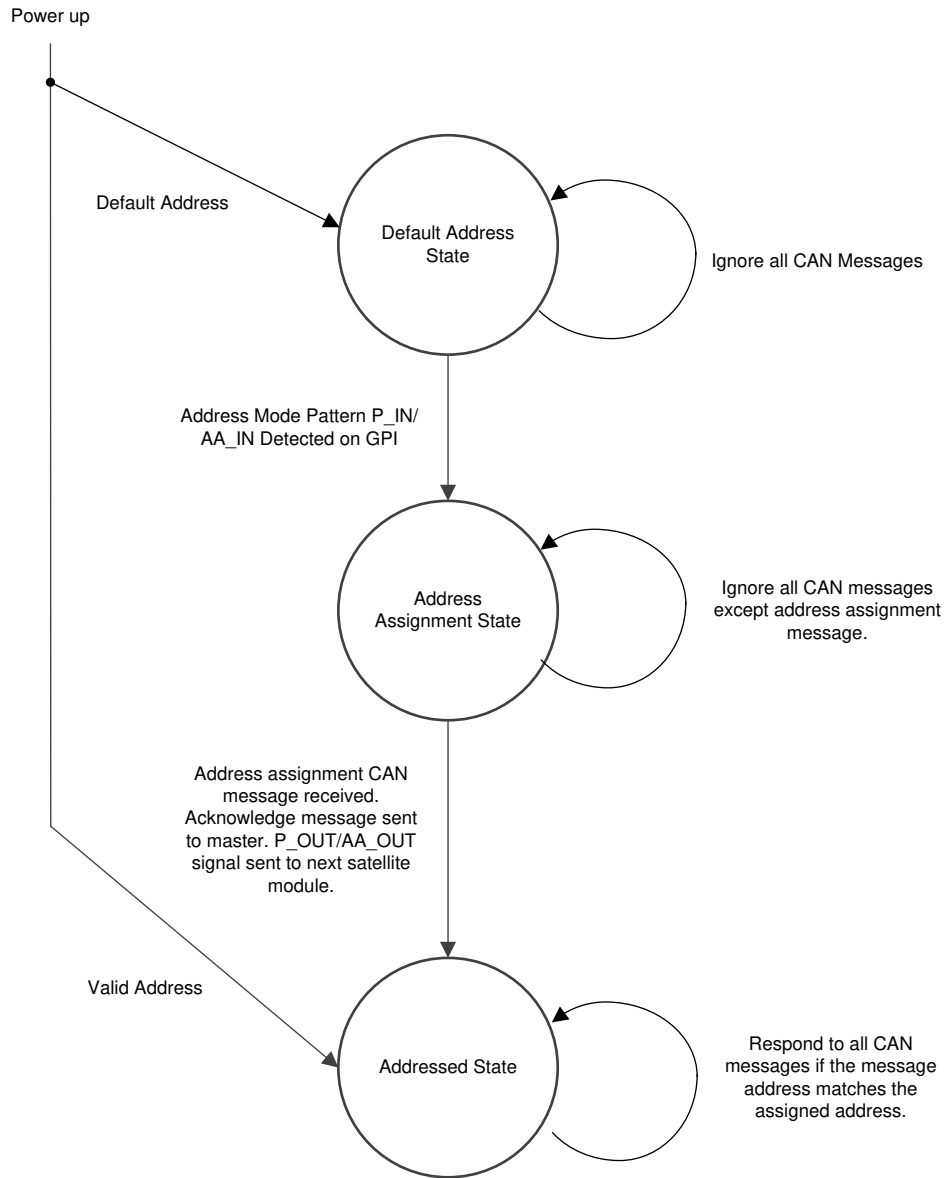 Power up
Default Address
Default Address
State
Ignore all CAN Messages
Address Mode Pattern P_IN/
AA_IN Detected on GPI
Address
Assignment State
Ignore all CAN messages
except address assignment
message.
Address assignment CAN
message received.
Acknowledge message sent
to master. P_OUT/AA_OUT
signal sent to next satellite
module.
Valid Address
Addressed State
Respond to all CAN
messages if the message
address matches the
assigned address.